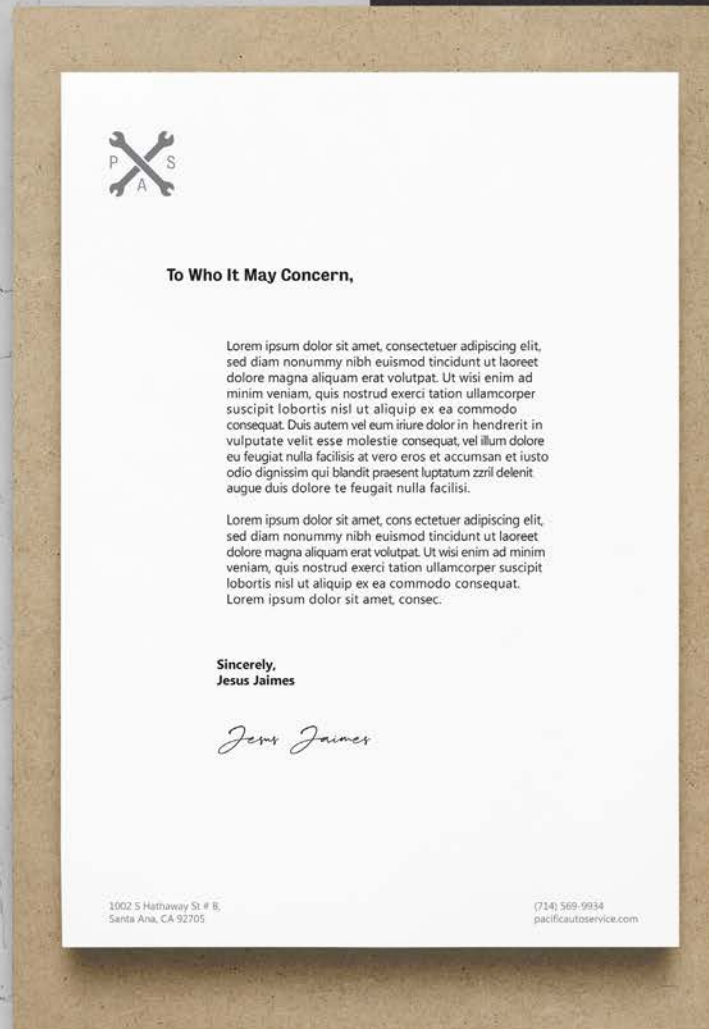 P S
A
To Who It May Concern,
Lorem ipsum dolor sit amet, consectetuer adipiscing elit,
sed diam nonummy nibh euismod tincidunt ut laoreet
dolore magna aliquam erat volutpat. Ut wisi enim ad
minim veniam, quis nostrud exerci tation ullamcorper
suscipit lobortis nisl ut aliquip ex ea commodo
consequat. Duis autem vel eum iriure dolor in hendrerit in
vulputate velit esse molestie consequat, vel illum dolore
eu feugiat nulla facilisis at vero eros et accumsan et iusto
odio dignissim qui blandit praesent luptatum zzril delenit
augue duis dolore te feugait nulla facilisi.
Lorem ipsum dolor sit amet, cons ectetuer adipiscing elit,
sed diam nonummy nibh euismod tincidunt ut laoreet
dolore magna aliquam erat volutpat. Ut wisi enim ad minim
veniam, quis nostrud exerci tation ullamcorper suscipit
lobortis nisl ut aliquip ex ea commodo consequat.
Lorem ipsum dolor sit amet, consec.
Sincerely,
Jesus Jaimes
Jesus Jaimes
1002 S Hathaway St # B,
Santa Ana, CA 92705
(714) 569-9934
pacificautoservice.com